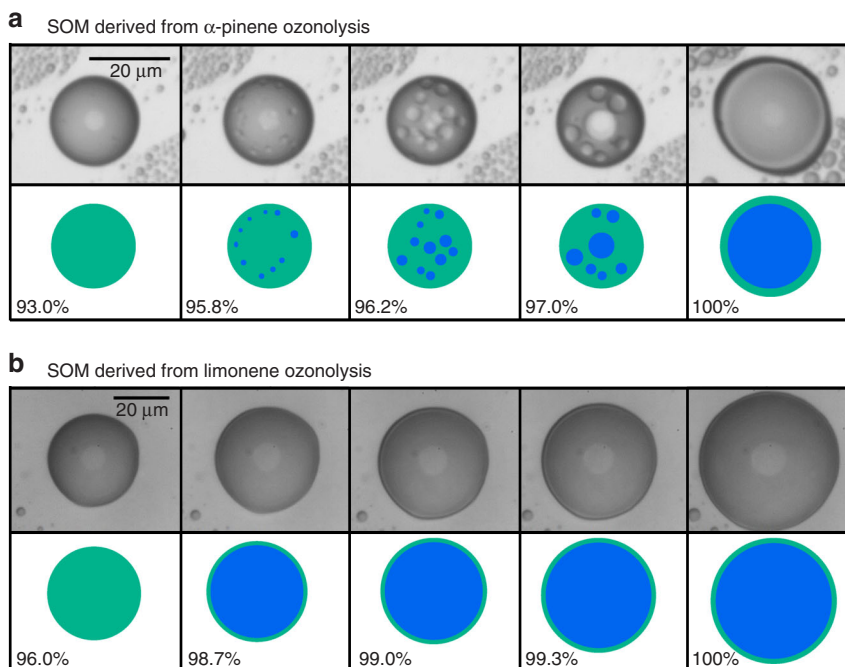 a SOM derived from α-pinene ozonolysis
20 μm
93.0% 95.8% 96.2% 97.0% 100%
b SOM derived from limonene ozonolysis
20 μm
96.0% 98.7% 99.0% 99.3% 100%